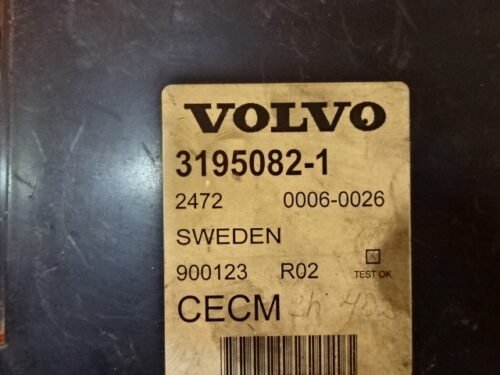 VOLVO
3195082-1
2472 0006-0026
SWEDEN
900123 R02 TEST OK
CECM